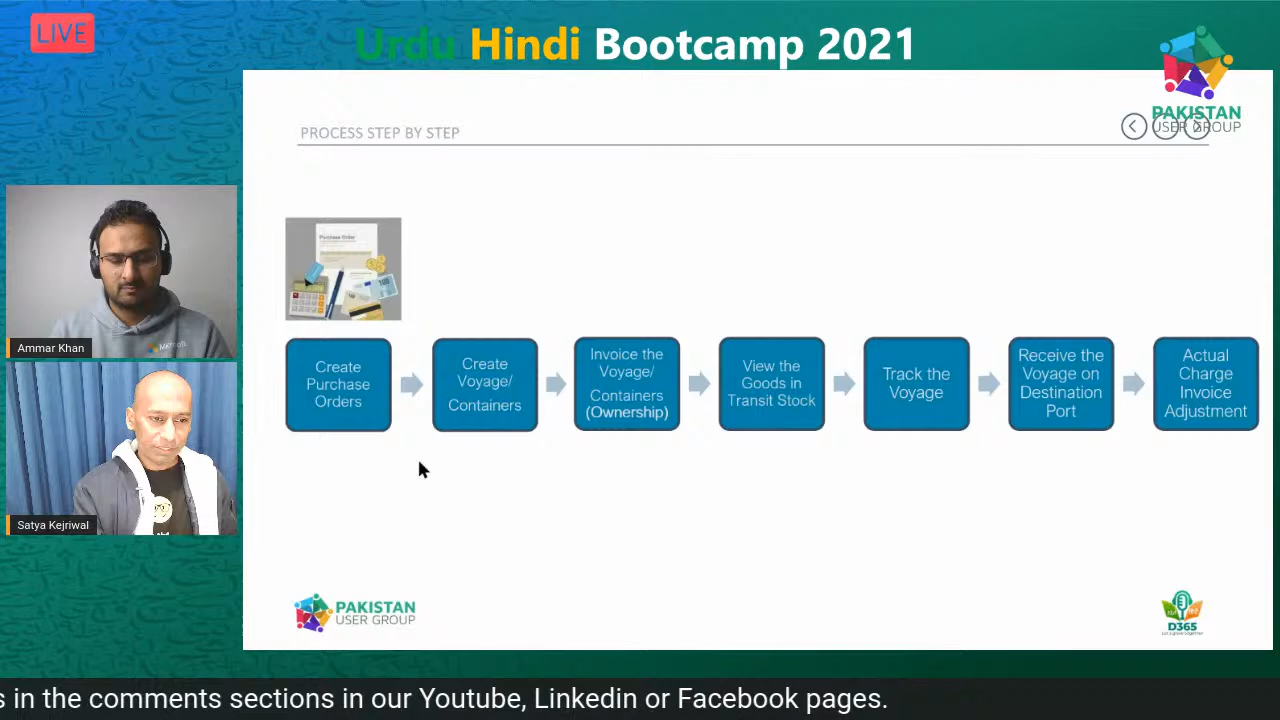 LIVE
Urdu Hindi Bootcamp 2021
PAKISTAN
USER GROUP
PROCESS STEP BY STEP
Purchase Order
100
Create
Purchase
Orders
Create
Voyage/
Containers
Invoice the
Voyage/
Containers
(Ownership)
View the
Goods in
Transit Stock
Track the
Voyage
Receive the
Voyage on
Destination
Port
Actual
Charge
Invoice
Adjustment
Ammar Khan
Satya Kejriwal
PAKISTAN
USER GROUP
D365
s in the comments sections in our Youtube, Linkedin or Facebook pages.